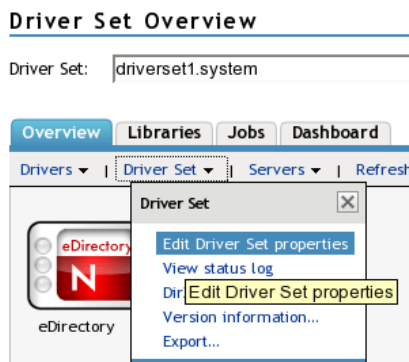 Driver Set Overview
Driver Set: driverset1.system
Overview Libraries Jobs Dashboard
Drivers | Driver Set | Servers | Refresh
Driver Set
eDirectory
N
Edit Driver Set properties
View status log
Edit Driver Set properties
Version information...
Export...
eDirectory